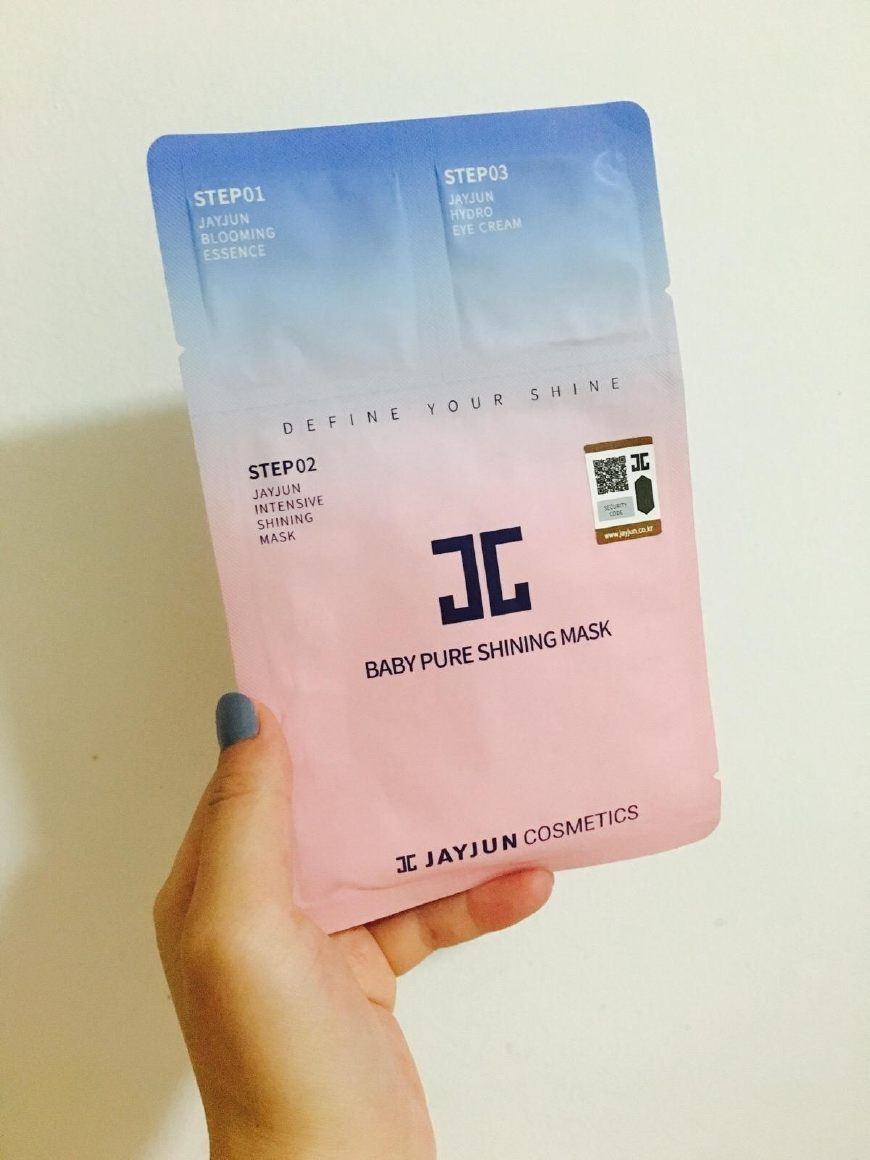 STEP01
JAYJUN
BLOOMING
ESSENCE
STEP03
JAYJUN
HYDRO
EYE CREAM
DEFINE YOUR SHINE
STEP02
JAYJUN
INTENSIVE
SHINING
MASK
SECURITY
CODE
www.jayjun.co.kr
BABY PURE SHINING MASK
JAYJUN COSMETICS